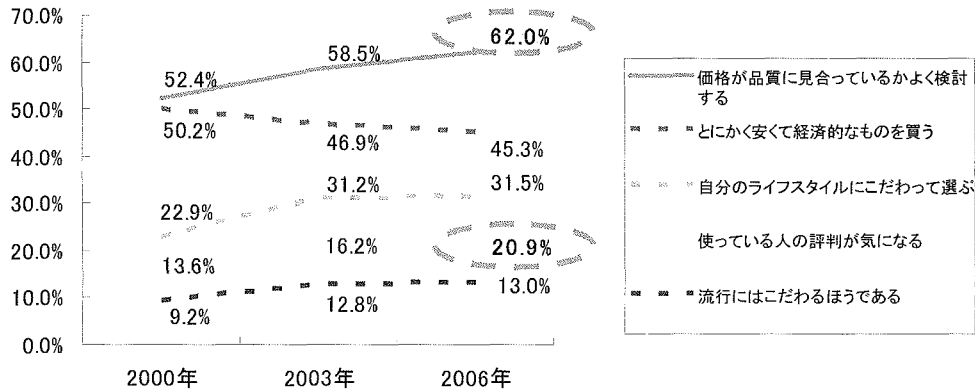 70.0%
60.0%
50.0%
40.0%
30.0%
20.0%
10.0%
0.0%
52.4%
58.5%
62.0%
50.2%
46.9%
45.3%
22.9%
31.2%
31.5%
13.6%
16.2%
20.9%
9.2%
12.8%
13.0%
2000年
2003年
2006年
価格が品質に見合っているかよく検討
する
とにかく安くて経済的なものを買う
自分のライフスタイルにこだわって選ぶ
使っている人の評判が気になる
流行にはこだわるほうである